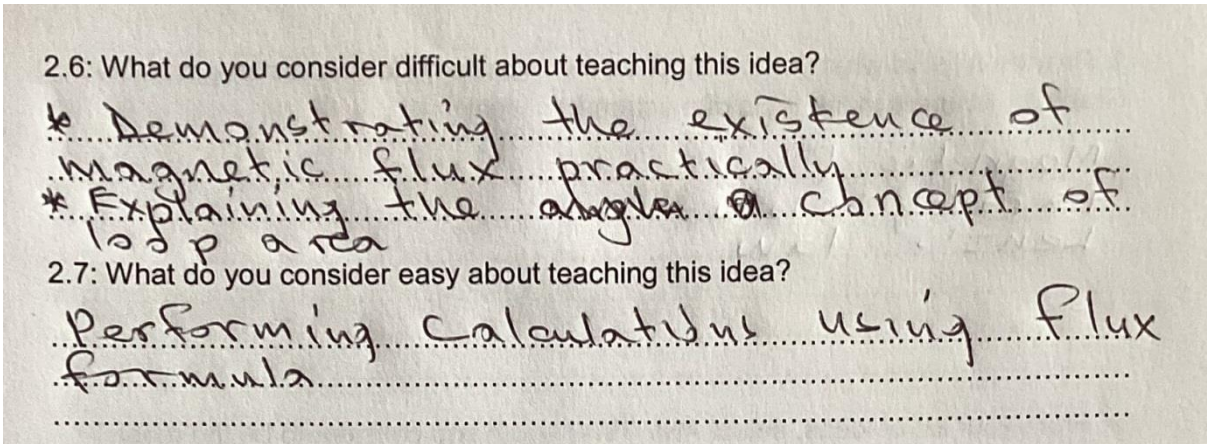 2.6: What do you consider difficult about teaching this idea?
* Demonstrating the existence of
magnetic flux practically
* Explaining the concept of
loop area
2.7: What do you consider easy about teaching this idea?
Performing calculations using flux
formula